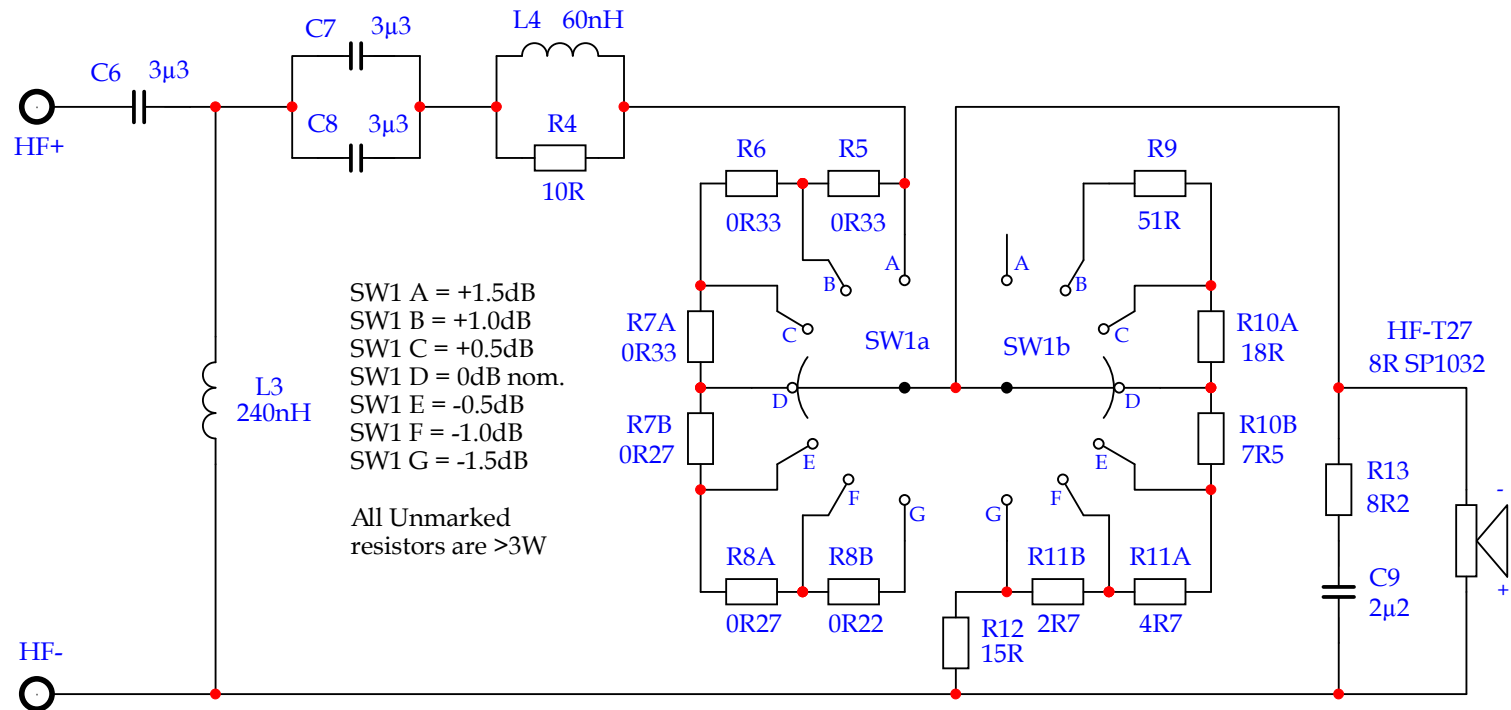 C7 3µ3
L4 60nH
C6 3µ3
C8 3µ3
R4
10R
HF+
R6 R5
0R33 0R33
R9
51R
B A
A B
SW1 A = +1.5dB
SW1 B = +1.0dB
SW1 C = +0.5dB
SW1 D = 0dB nom.
SW1 E = -0.5dB
SW1 F = -1.0dB
SW1 G = -1.5dB
All Unmarked
resistors are >3W
R7A
0R33
C SW1a
SW1b C
R10A
18R
HF-T27
8R SP1032
L3
240nH
D
D
R7B
0R27
E
E
R10B
7R5
F
G
G
F
R13
8R2
-
+
R8A R8B
0R27 0R22
R11B R11A
2R7 4R7
C9
2µ2
R12
15R
HF-